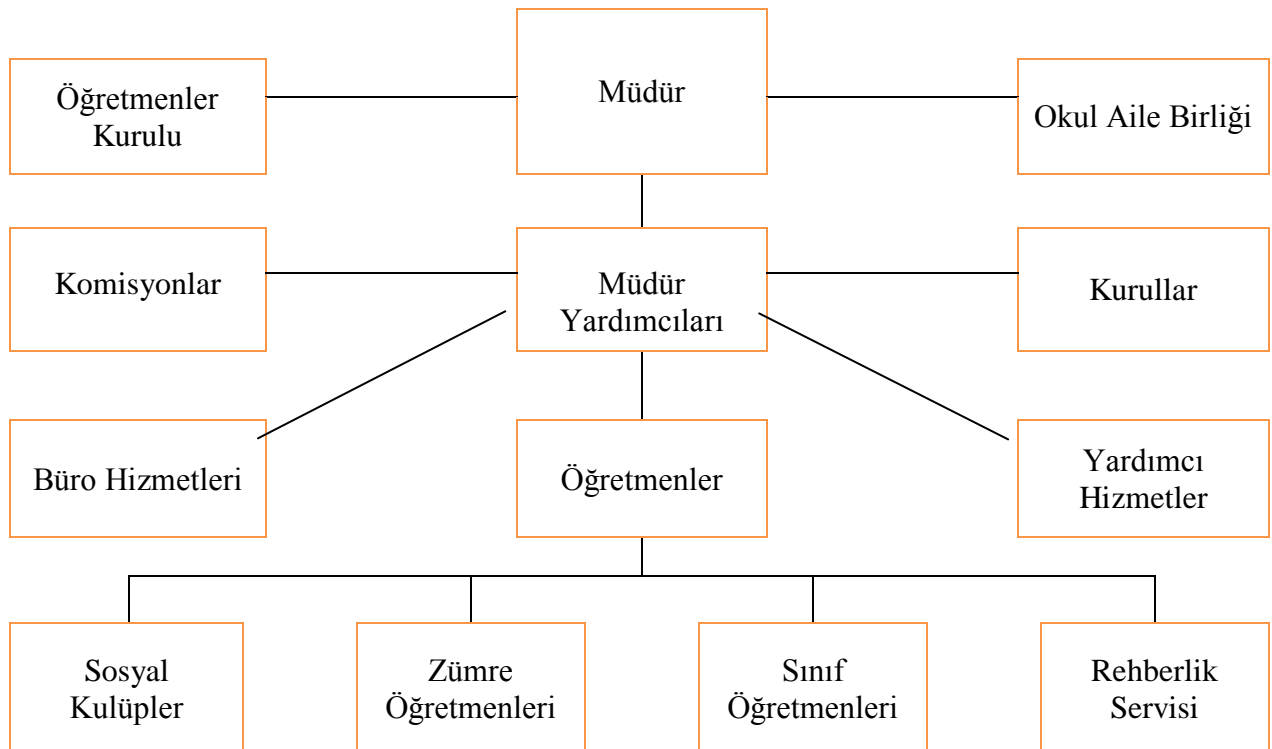 Öğretmenler
Kurulu
Müdür
Okul Aile Birliği
Komisyonlar
Müdür
Yardımcıları
Kurullar
Büro Hizmetleri
Öğretmenler
Yardımcı
Hizmetler
Sosyal
Kulüpler
Zümre
Öğretmenleri
Sınıf
Öğretmenleri
Rehberlik
Servisi